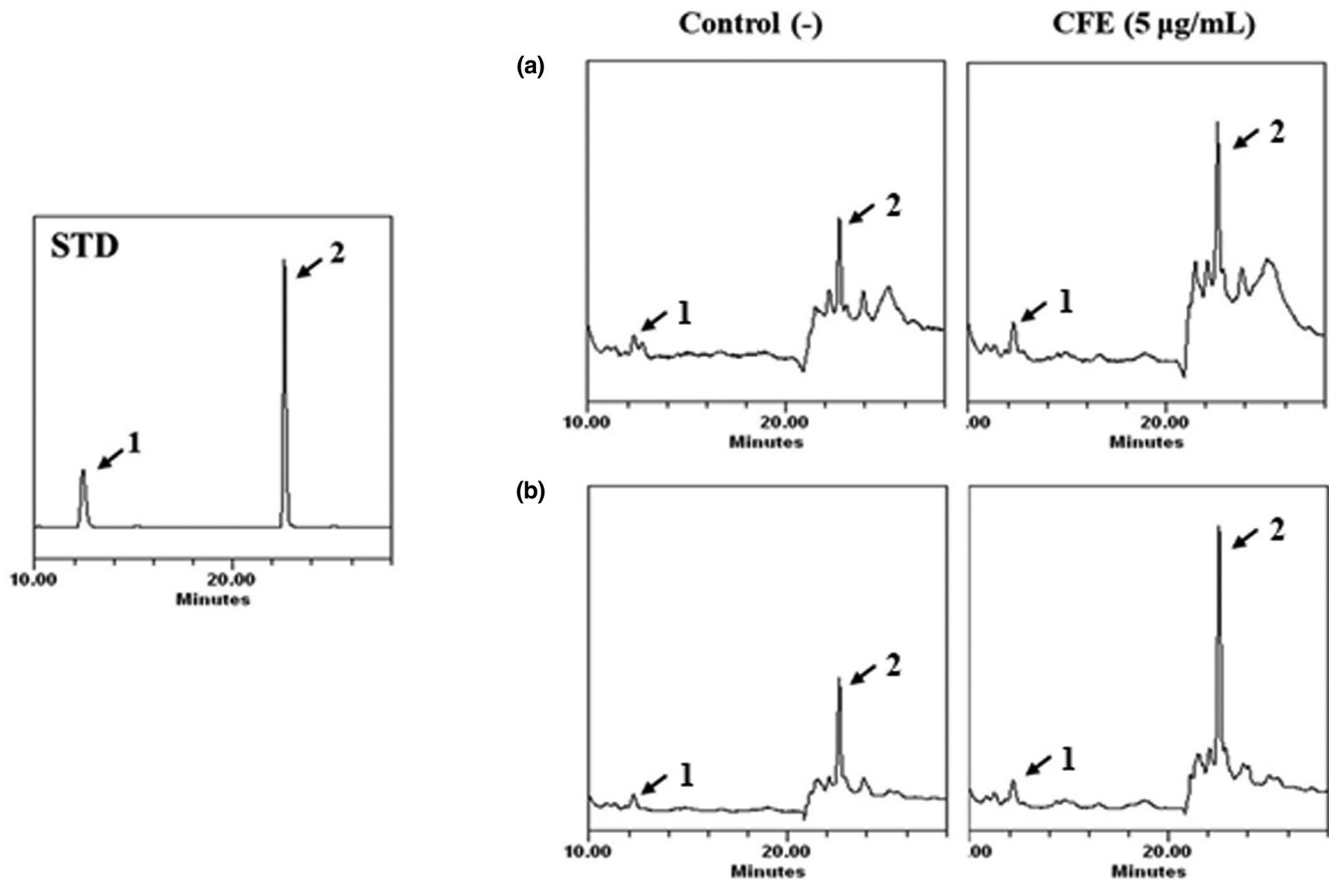 Control (-)
CFE (5 µg/mL)
(a)
2
1
10.00
20.00
Minutes
2
1
.00
20.00
Minutes
STD
2
1
10.00
20.00
Minutes
(b)
2
1
10.00
20.00
Minutes
2
1
.00
20.00
Minutes